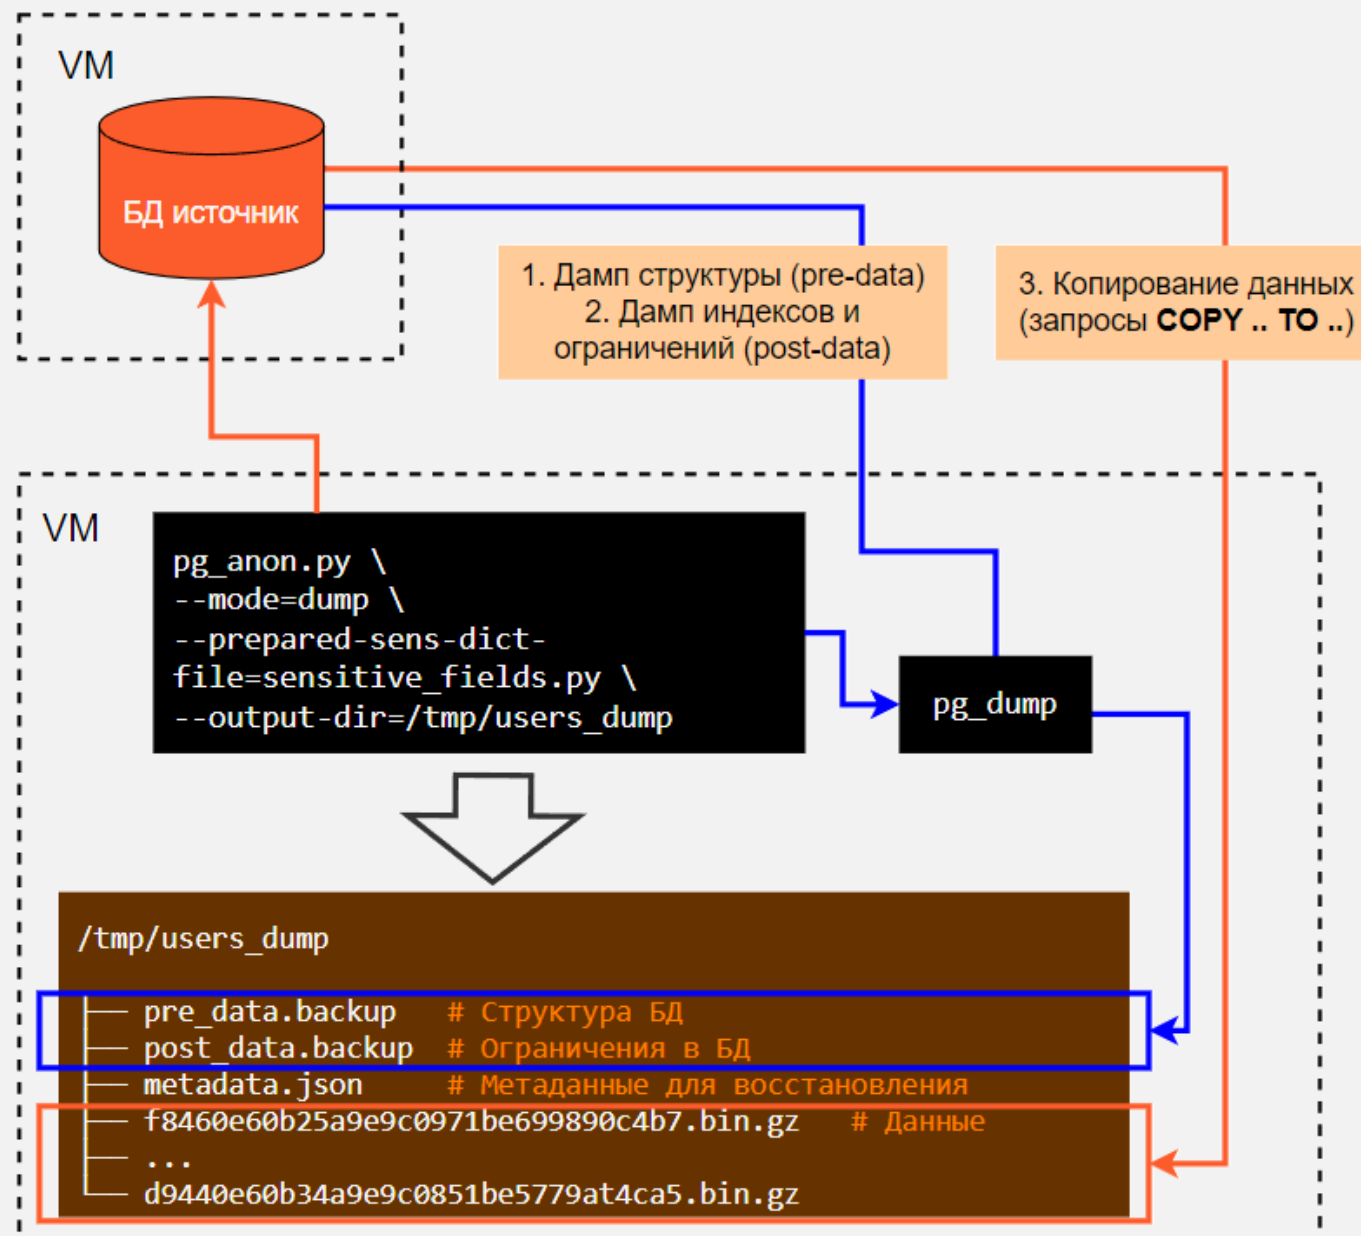 VM
БД источник
1. Дамп структуры (pre-data)
2. Дамп индексов и
ограничений (post-data)
3. Копирование данных
(запросы COPY .. TO ..)
VM
pg_anon.py \
--mode=dump \
--prepared-sens-dict-
file=sensitive_fields.py \
--output-dir=/tmp/users_dump
pg_dump
/tmp/users_dump
├── pre_data.backup # Структура БД
├── post_data.backup # Ограничения в БД
├── metadata.json # Метаданные для восстановления
├── f8460e60b25a9e9c0971be699890c4b7.bin.gz # Данные
├── ...
└── d9440e60b34a9e9c0851be5779at4ca5.bin.gz